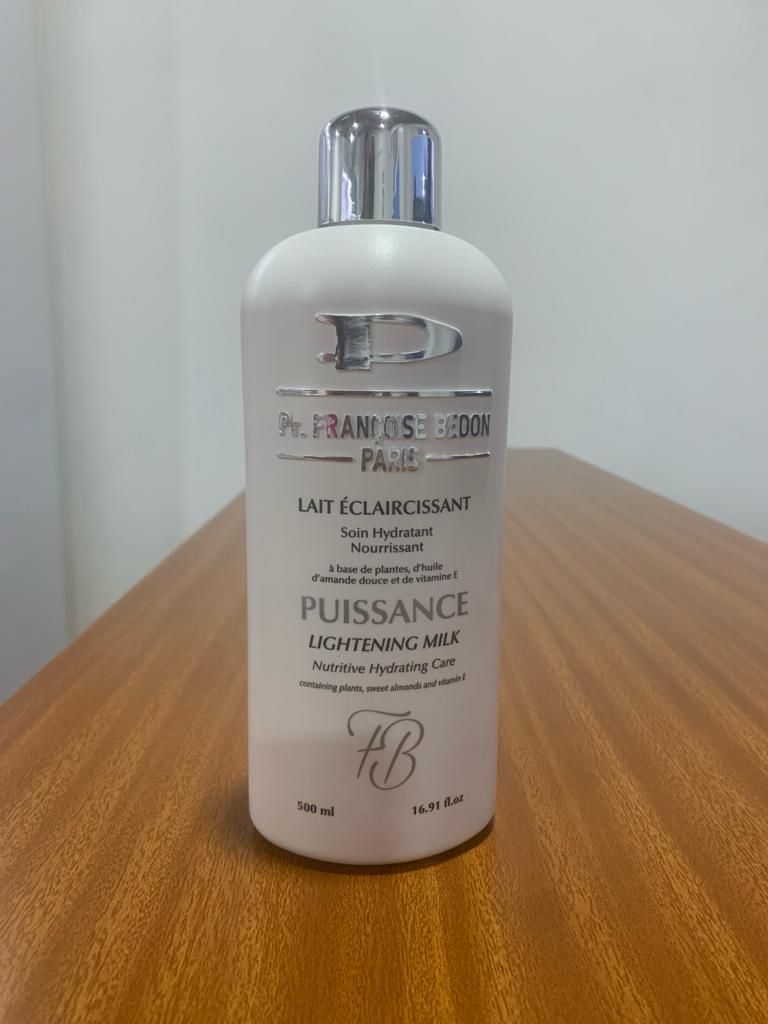 Pr. FRANÇOISE BEDON
PARIS
LAIT ÉCLAIRCISSANT
Soin Hydratant
Nourrissant
à base de plantes, d'huile
d'amande douce et de vitamine E
PUISSANCE
LIGHTENING MILK
Nutritive Hydrating Care
containing plants, sweet almonds and vitamin E
FB
500 ml 16.91 fl.oz